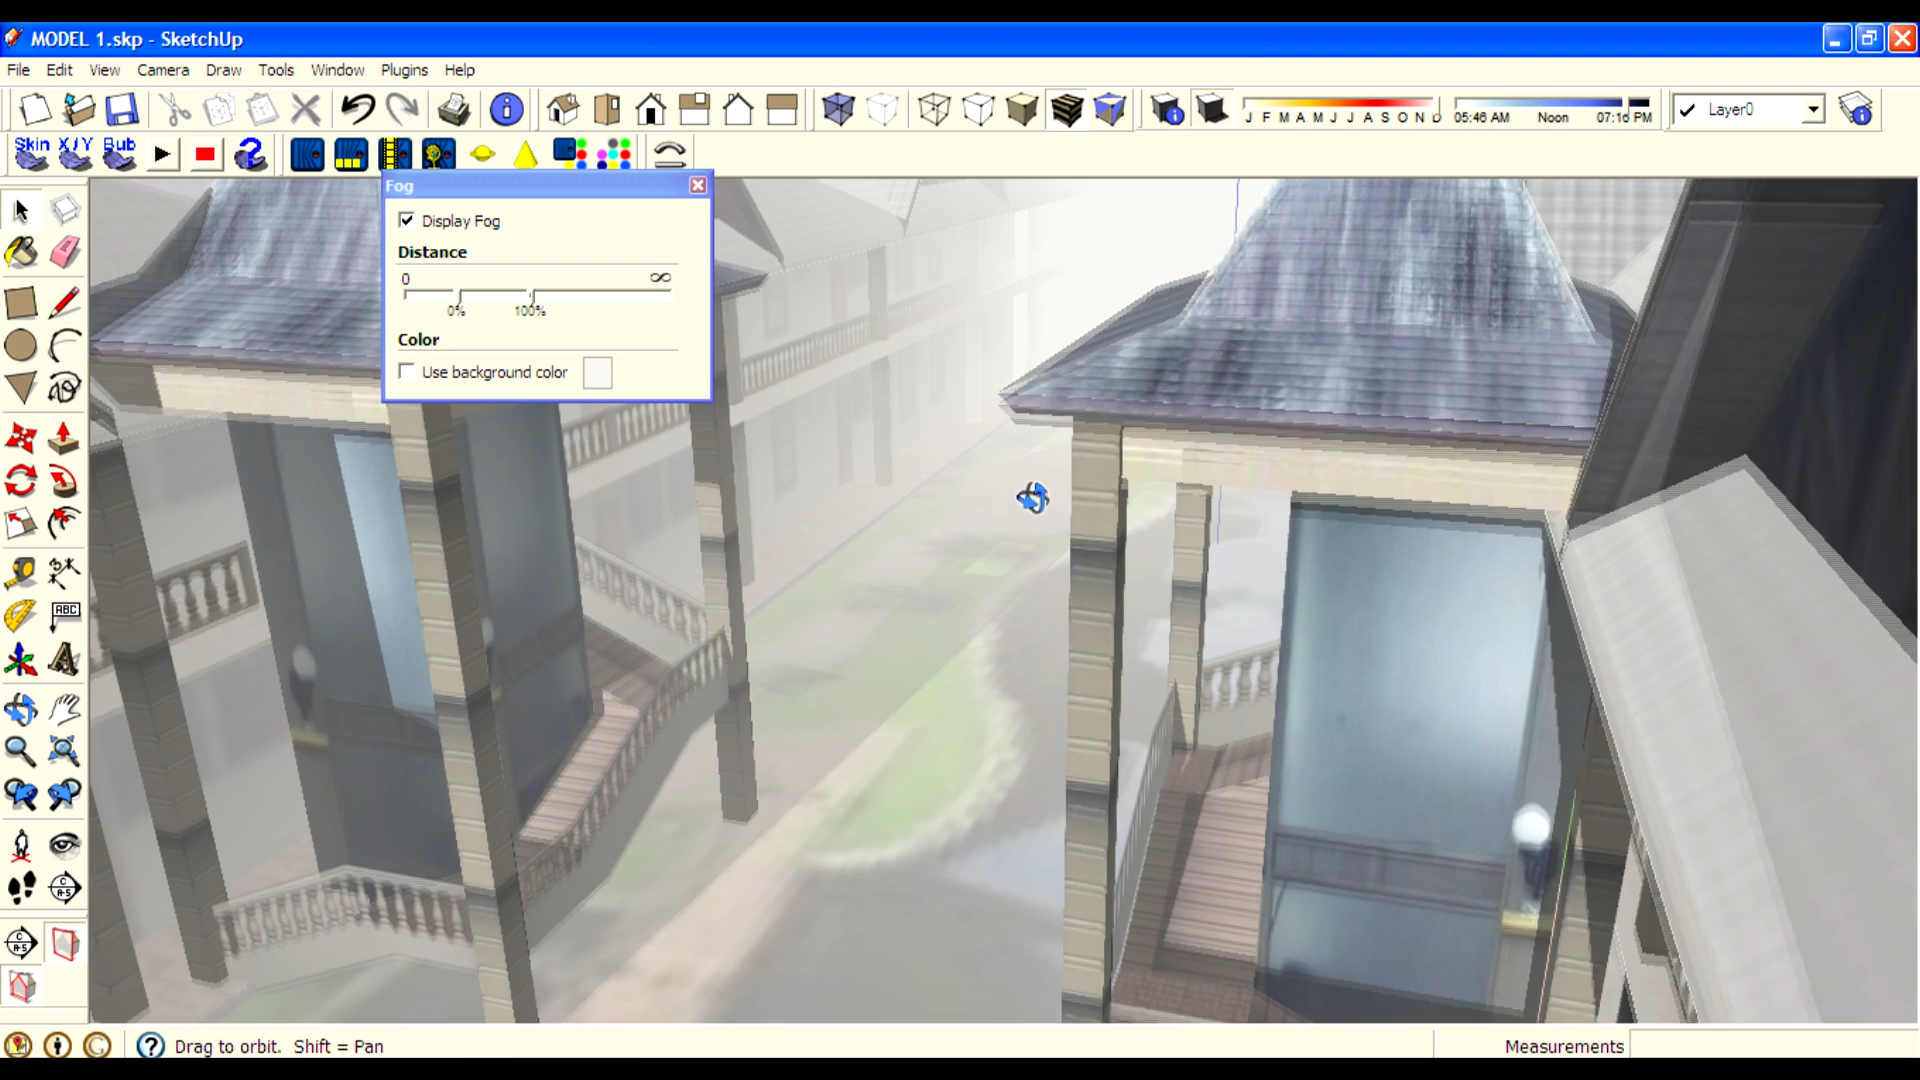 MODEL 1.skp - SketchUp
File Edit View Camera Draw Tools Window Plugins Help
J F M A M J J A S O N D 05:46 AM Noon 07:16 PM Layer0
Skin X/Y Bub
Fog
Display Fog
Distance
0 ∞
0% 100%
Color
Use background color
ABC
Drag to orbit. Shift = Pan
Measurements